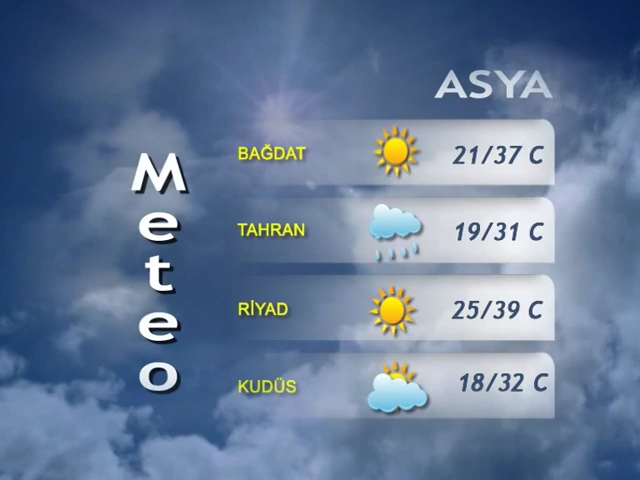 ASYA
Meteo
BAĞDAT 21/37 C
TAHRAN 19/31 C
RİYAD 25/39 C
KUDÜS 18/32 C